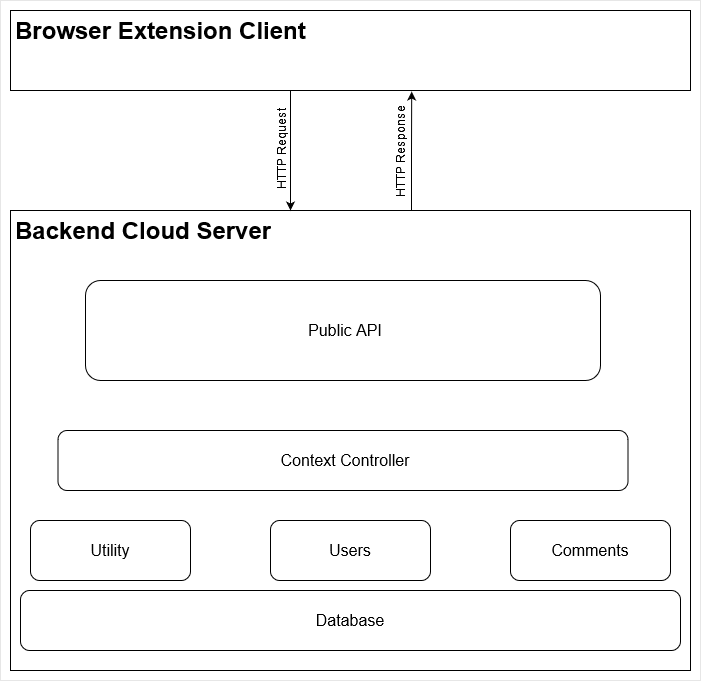 Browser Extension Client
HTTP Request
HTTP Response
Backend Cloud Server
Public API
Context Controller
Utility
Users
Comments
Database